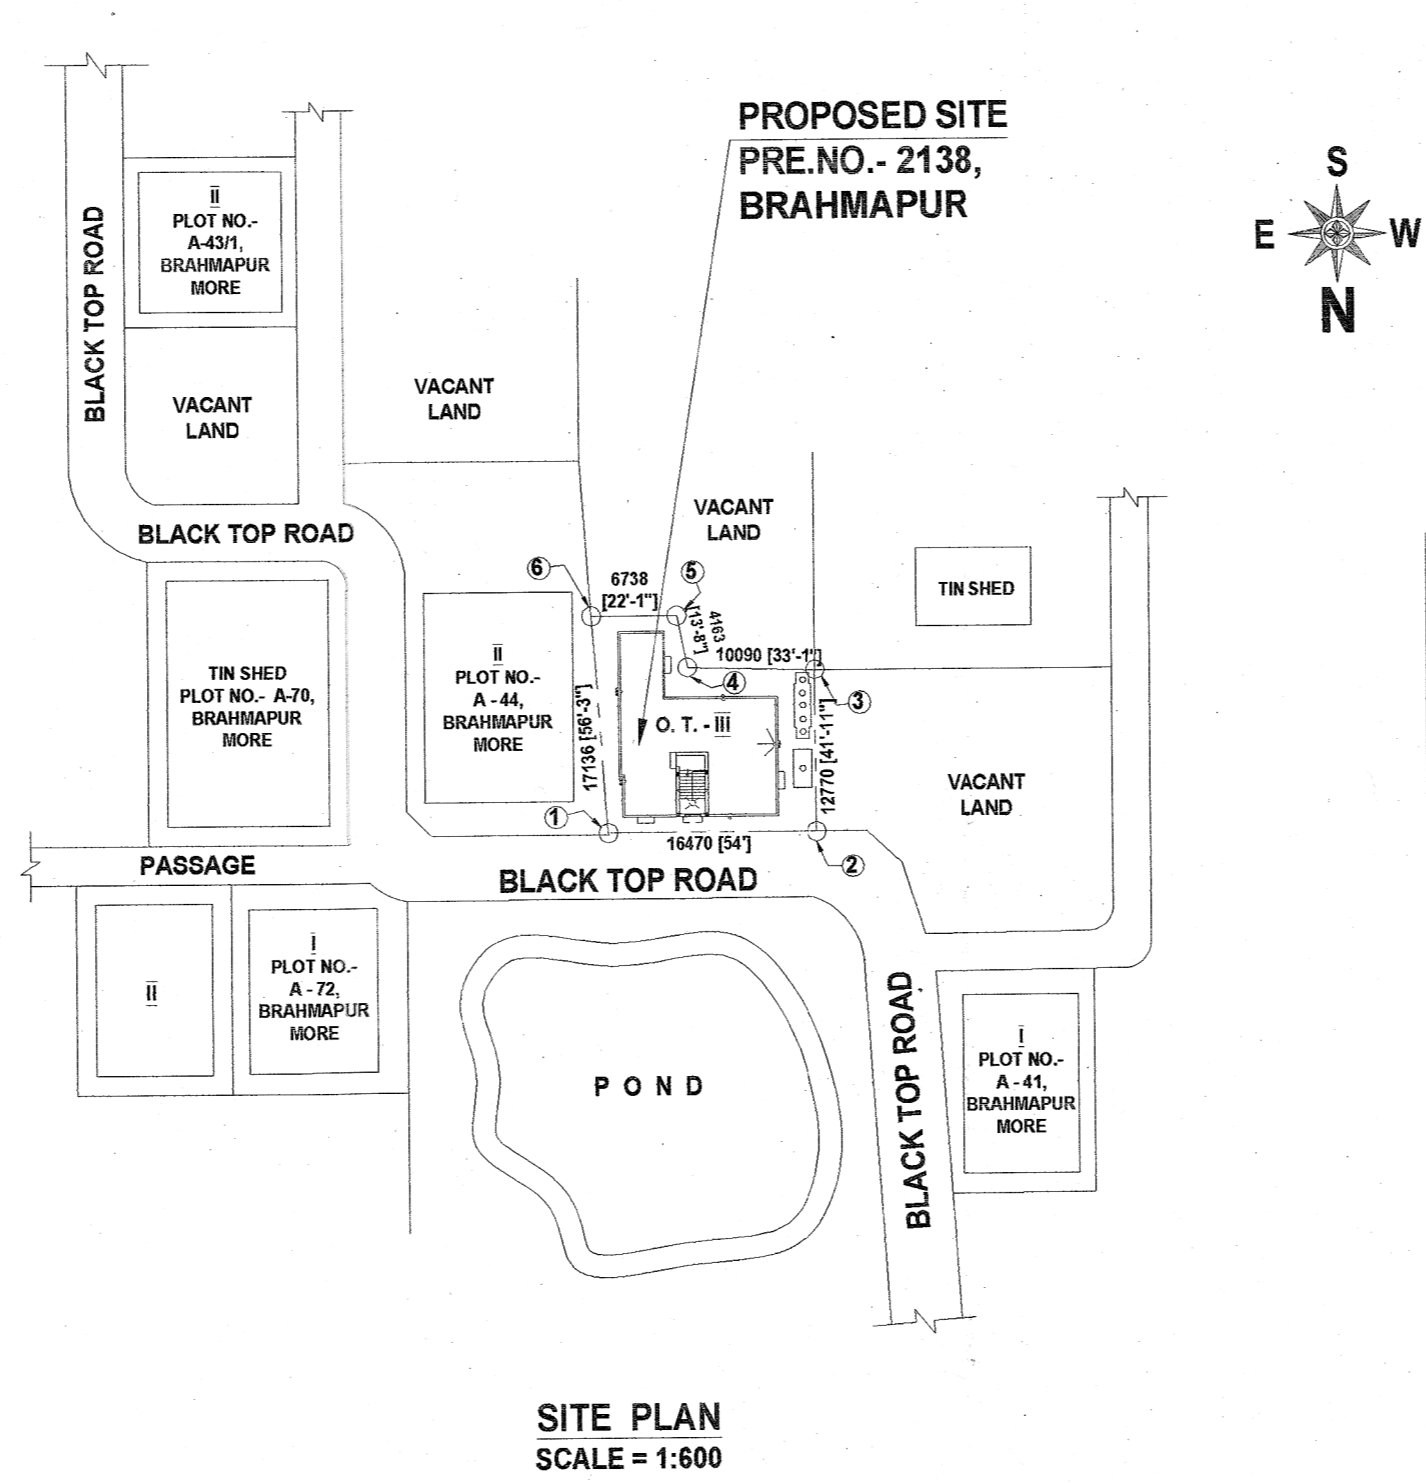 PROPOSED SITE
PRE.NO.- 2138,
BRAHMAPUR
S
E
W
N
II
PLOT NO.-
A-43/1,
BRAHMAPUR
MORE
BLACK TOP ROAD
VACANT
LAND
VACANT
LAND
VACANT
LAND
BLACK TOP ROAD
TIN SHED
6
5
6738
[22'-1"]
4163
[13'-8"]
10090 [33'-1"]
4
3
TIN SHED
PLOT NO.- A-70,
BRAHMAPUR
MORE
II
PLOT NO.-
A - 44,
BRAHMAPUR
MORE
17136 [56'-3"]
O. T. - III
12770 [41'-11"]
VACANT
LAND
1
16470 [54']
2
PASSAGE
BLACK TOP ROAD
II
I
PLOT NO.-
A - 72,
BRAHMAPUR
MORE
P O N D
BLACK TOP ROAD
I
PLOT NO.-
A - 41,
BRAHMAPUR
MORE
SITE PLAN
SCALE = 1:600